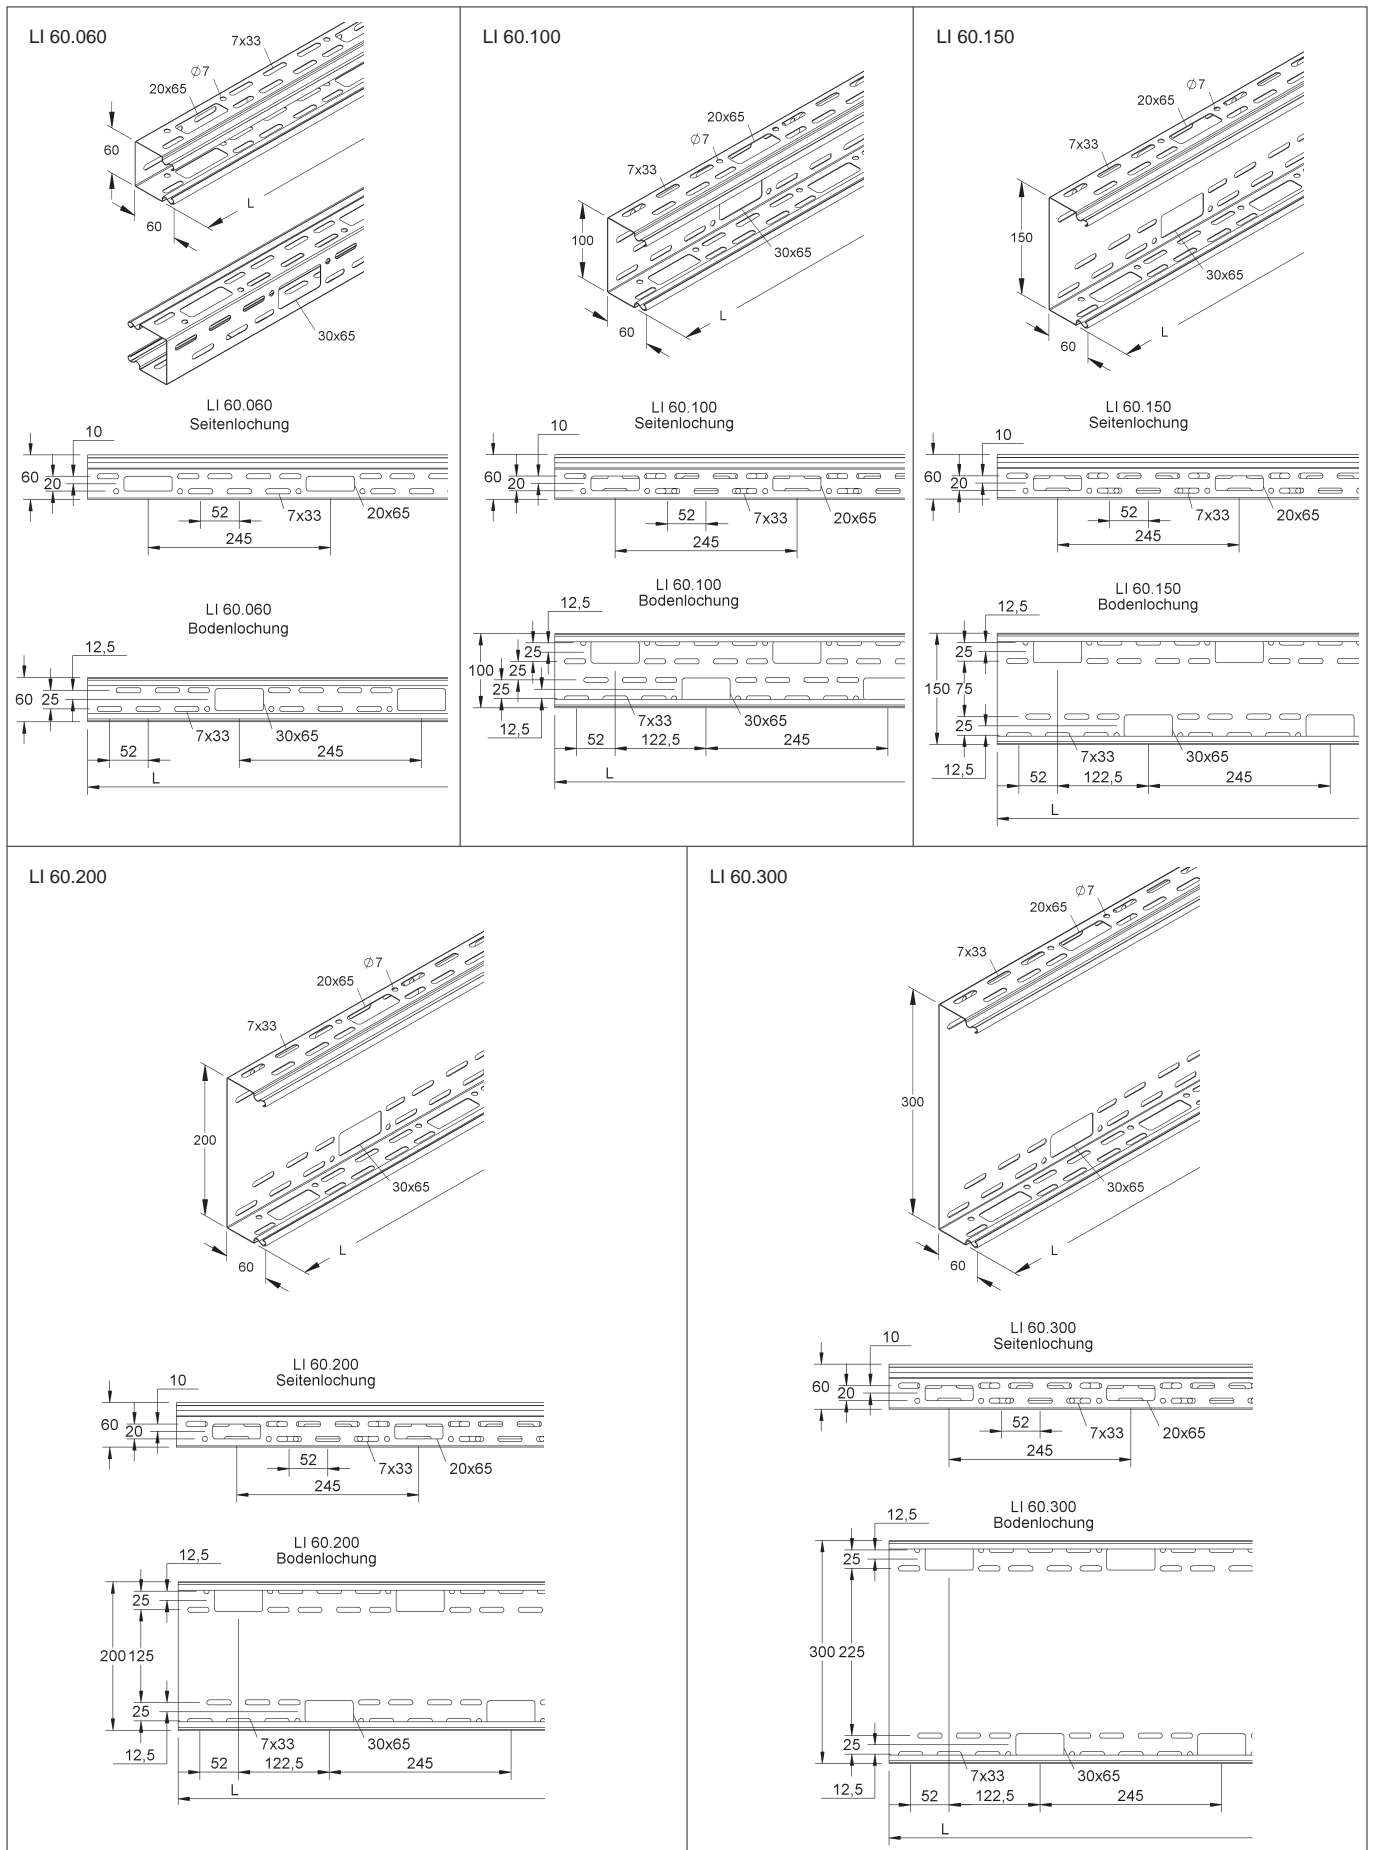 LI 60.060
7x33
∅7
20x65
60
60
L
30x65
LI 60.060
Seitenlochung
10
60
20
52
7x33
20x65
245
LI 60.060
Bodenlochung
12,5
60
25
7x33
30x65
52
245
L
LI 60.100
20x65
∅7
7x33
100
30x65
60
L
LI 60.100
Seitenlochung
10
60
20
52
7x33
20x65
245
LI 60.100
Bodenlochung
12,5
25
100
25
25
7x33
30x65
12,5
52
122,5
245
L
LI 60.150
∅7
20x65
7x33
150
30x65
60
L
LI 60.150
Seitenlochung
10
60
20
52
7x33
20x65
245
LI 60.150
Bodenlochung
12,5
25
150
75
25
7x33
30x65
12,5
52
122,5
245
L
LI 60.200
∅7
20x65
7x33
200
30x65
60
L
LI 60.200
Seitenlochung
10
60
20
52
7x33
20x65
245
LI 60.200
Bodenlochung
12,5
25
200
125
25
7x33
30x65
12,5
52
122,5
245
L
LI 60.300
∅7
20x65
7x33
300
30x65
60
L
LI 60.300
Seitenlochung
10
60
20
52
7x33
20x65
245
LI 60.300
Bodenlochung
12,5
25
300
225
25
7x33
30x65
12,5
52
122,5
245
L